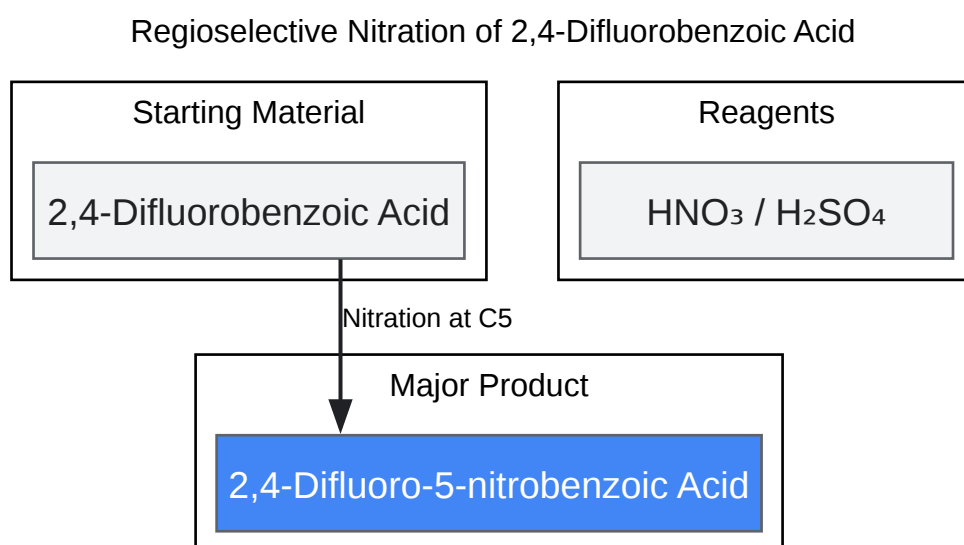 Regioselective Nitration of 2,4-Difluorobenzoic Acid
Starting Material
Reagents
2,4-Difluorobenzoic Acid
HNO₃ / H₂SO₄
Nitration at C5
Major Product
2,4-Difluoro-5-nitrobenzoic Acid